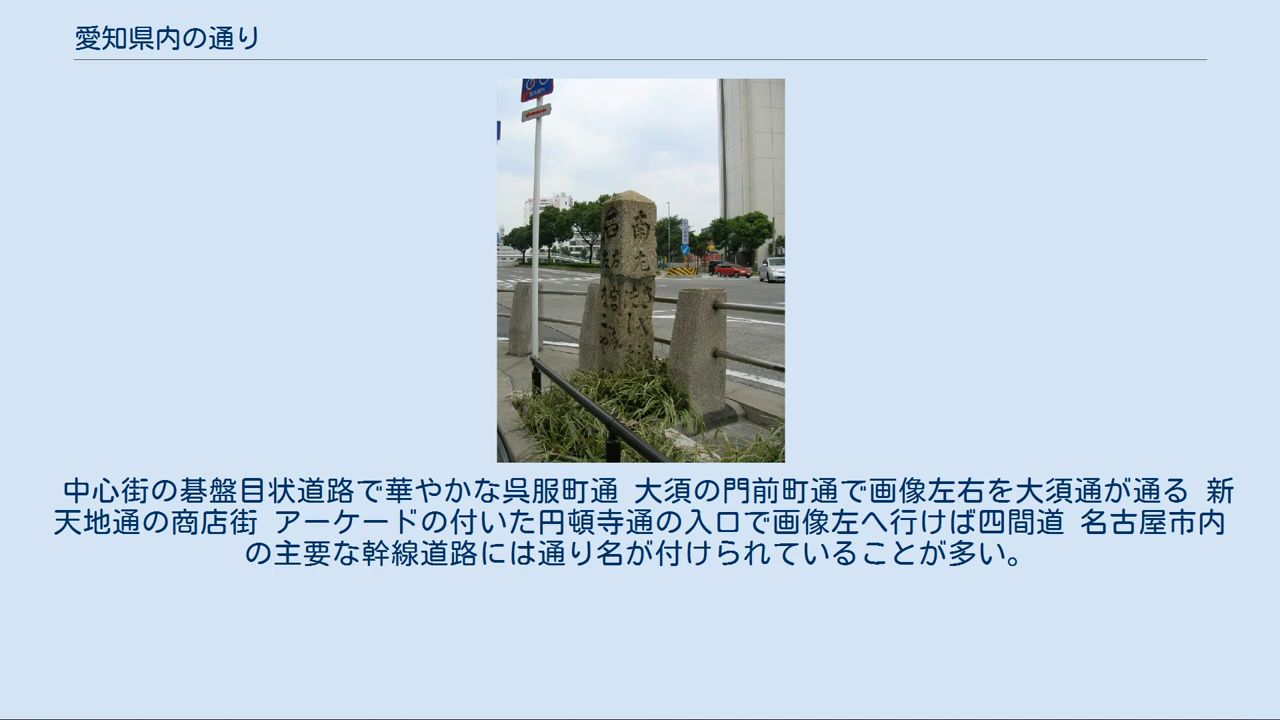 愛知県内の通り
中心街の碁盤目状道路で華やかな呉服町通 大須の門前町通で画像左右を大須通が通る 新
天地通の商店街 アーケードの付いた円頓寺通の入口で画像左へ行けば四間道 名古屋市内
の主要な幹線道路には通り名が付けられていることが多い。